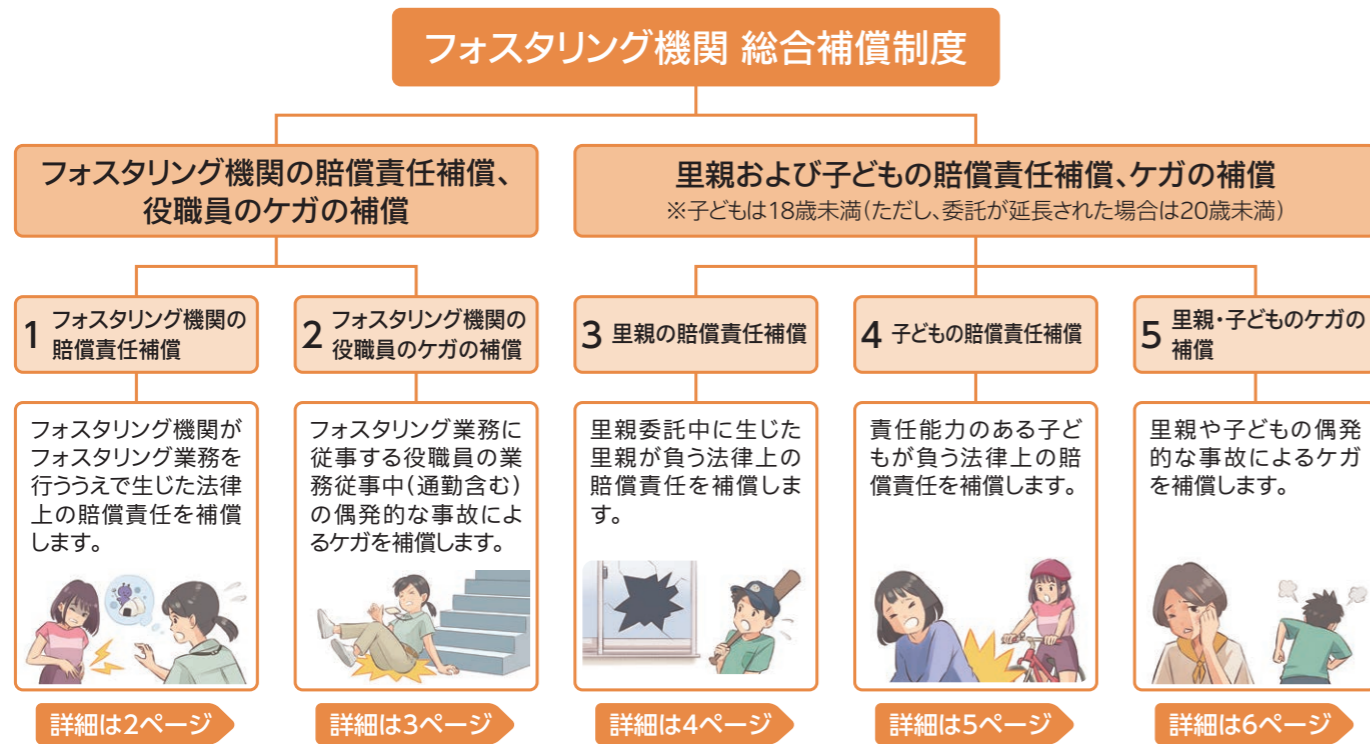 フォスタリング機関 総合補償制度
フォスタリング機関の賠償責任補償、
役職員のケガの補償
里親および子どもの賠償責任補償、ケガの補償
※子どもは18歳未満(ただし、委託が延長された場合は20歳未満)
1 フォスタリング機関の
賠償責任補償
フォスタリング機関が
フォスタリング業務を
行ううえで生じた法律
上の賠償責任を補償
します。
詳細は2ページ
2 フォスタリング機関の
役職員のケガの補償
フォスタリング業務に
従事する役職員の業
務従事中(通勤含む)
の偶発的な事故によ
るケガを補償します。
詳細は3ページ
3 里親の賠償責任補償
里親委託中に生じた
里親が負う法律上の
賠償責任を補償しま
す。
詳細は4ページ
4 子どもの賠償責任補償
責任能力のある子ど
もが負う法律上の賠
償責任を補償します。
詳細は5ページ
5 里親・子どものケガの
補償
里親や子どもの偶発
的な事故によるケガ
を補償します。
詳細は6ページ